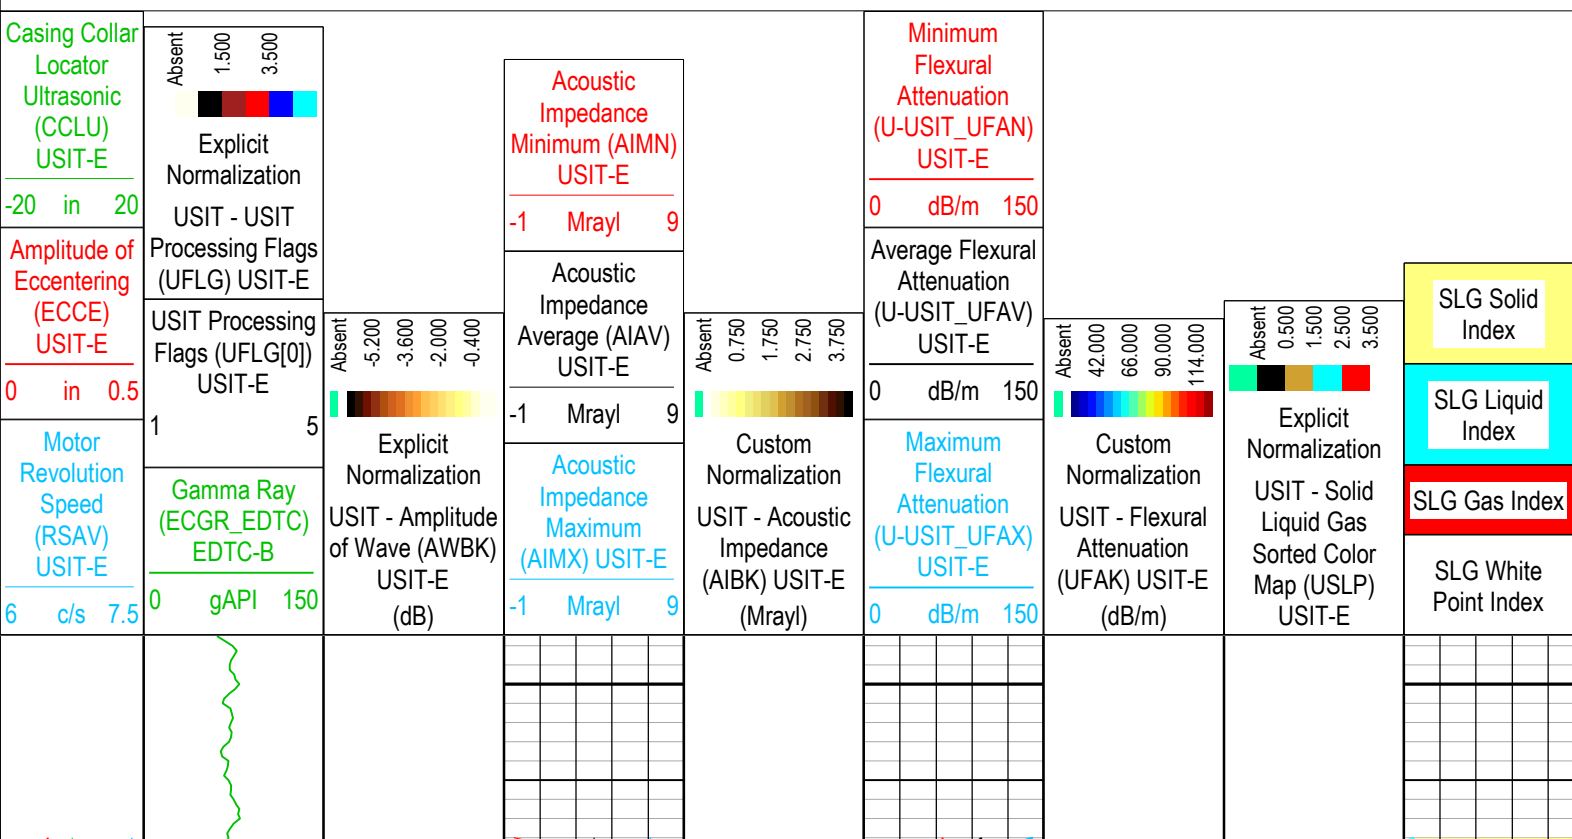 Casing Collar
Locator
Ultrasonic
(CCLU)
USIT-E
-20 in 20
Amplitude of
Eccentering
(ECCE)
USIT-E
0 in 0.5
Motor
Revolution
Speed
(RSAV)
USIT-E
6 c/s 7.5
Absent
1.500
3.500
Explicit
Normalization
USIT - USIT
Processing Flags
(UFLG) USIT-E
USIT Processing
Flags (UFLG[0])
USIT-E
1 5
Gamma Ray
(ECGR_EDTC)
EDTC-B
0 gAPI 150
Absent
-5.200
-3.600
-2.000
-0.400
Explicit
Normalization
USIT - Amplitude
of Wave (AWBK)
USIT-E
(dB)
Acoustic
Impedance
Minimum (AIMN)
USIT-E
-1 Mrayl 9
Acoustic
Impedance
Average (AIAV)
USIT-E
-1 Mrayl 9
Acoustic
Impedance
Maximum
(AIMX) USIT-E
-1 Mrayl 9
Absent
0.750
1.750
2.750
3.750
Custom
Normalization
USIT - Acoustic
Impedance
(AIBK) USIT-E
(Mrayl)
Minimum
Flexural
Attenuation
(U-USIT_UFAN)
USIT-E
0 dB/m 150
Average Flexural
Attenuation
(U-USIT_UFAV)
USIT-E
0 dB/m 150
Maximum
Flexural
Attenuation
(U-USIT_UFAX)
USIT-E
0 dB/m 150
Absent
42.000
66.000
90.000
114.000
Custom
Normalization
USIT - Flexural
Attenuation
(UFAK) USIT-E
(dB/m)
Absent
0.500
1.500
2.500
3.500
Explicit
Normalization
USIT - Solid
Liquid Gas
Sorted Color
Map (USLP)
USIT-E
SLG Solid
Index
SLG Liquid
Index
SLG Gas Index
SLG White
Point Index